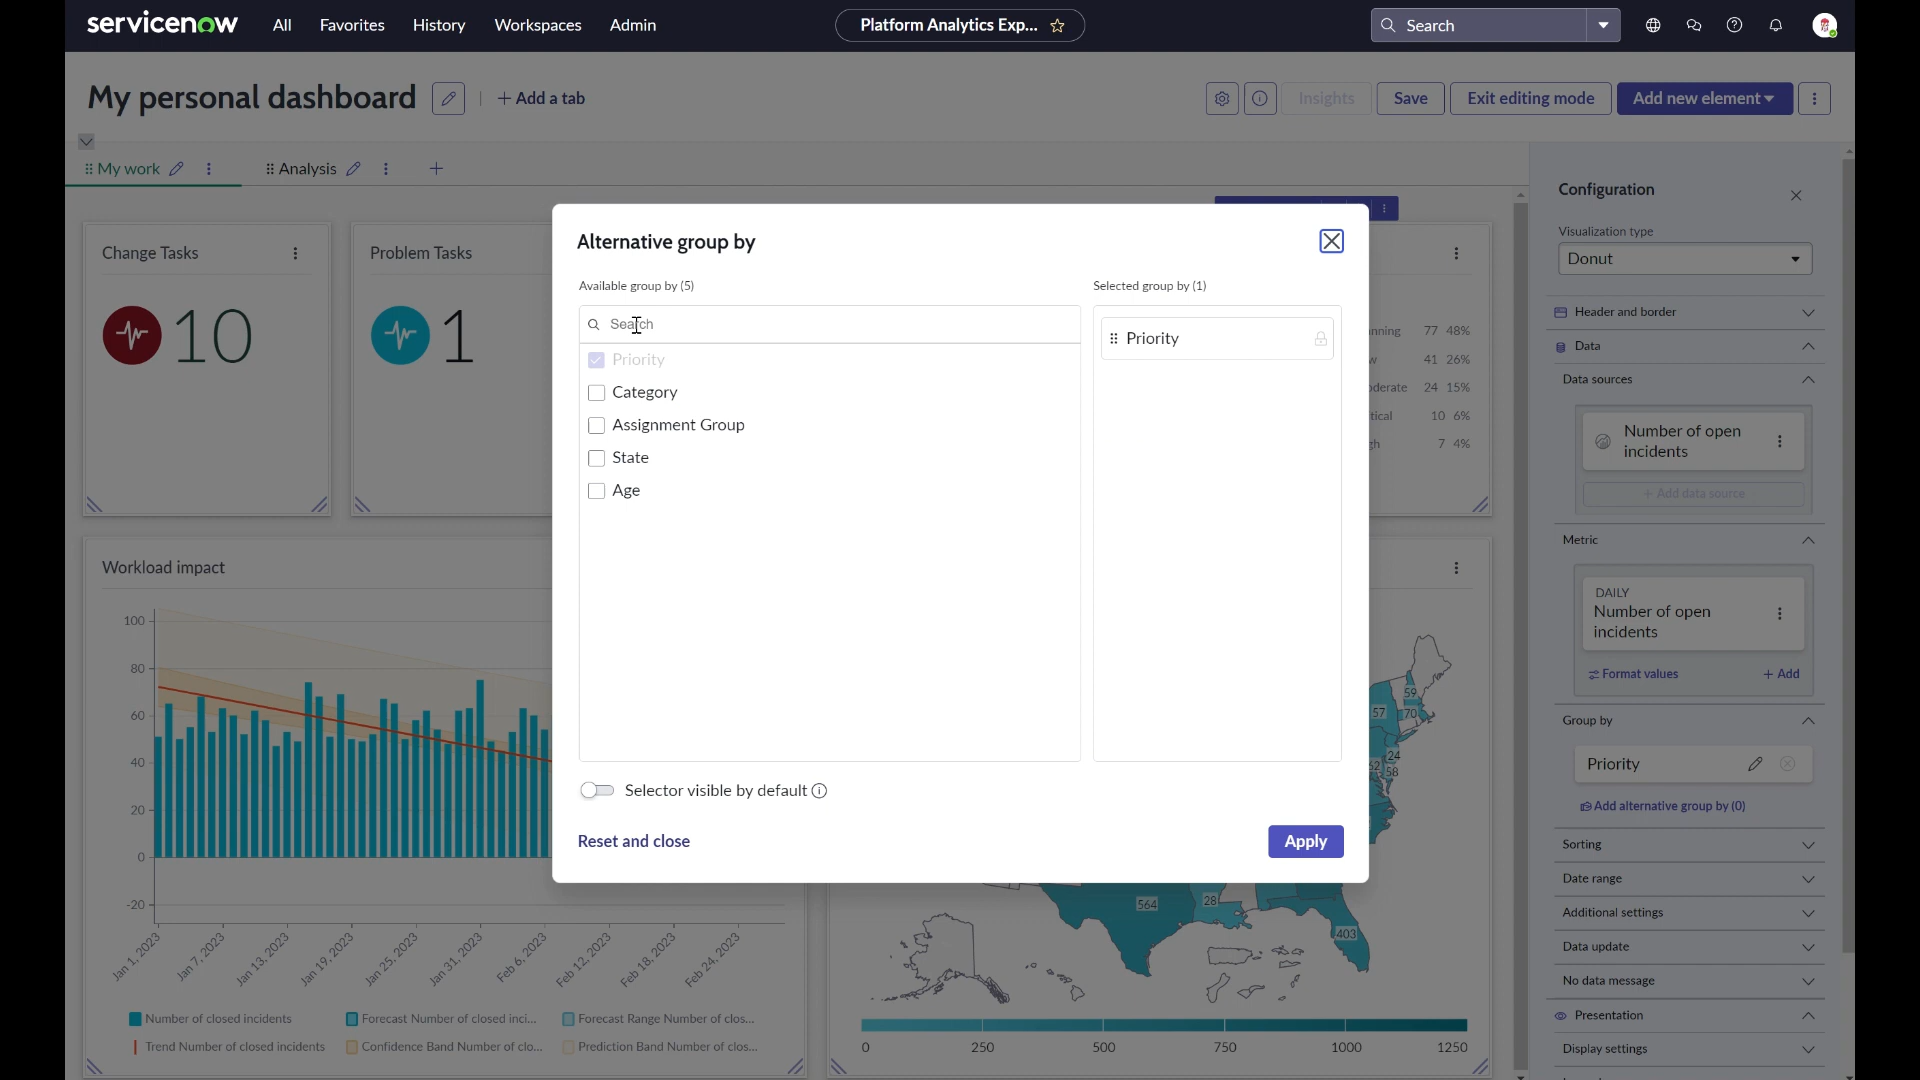 servicenow
All
Favorites
History
Workspaces
Admin
Platform Analytics Exp...
Search
My personal dashboard
+ Add a tab
Insights
Save
Exit editing mode
Add new element
My work
Analysis
Change Tasks
10
Problem Tasks
1
Alternative group by
Available group by (5)
Search
Priority
Category
Assignment Group
State
Age
Selected group by (1)
Priority
Selector visible by default
Reset and close
Apply
77 48%
41 26%
24 15%
10 6%
7 4%
Workload impact
100
80
60
40
20
0
-20
Jan 1, 2023
Jan 7, 2023
Jan 13, 2023
Jan 19, 2023
Jan 25, 2023
Jan 31, 2023
Feb 6, 2023
Feb 12, 2023
Feb 18, 2023
Feb 24, 2023
Number of closed incidents
Forecast Number of closed inci...
Forecast Range Number of clos...
Trend Number of closed incidents
Confidence Band Number of clo...
Prediction Band Number of clos...
59
57
70
24
58
564
28
403
0
250
500
750
1000
1250
Configuration
Visualization type
Donut
Header and border
Data
Data sources
Number of open
incidents
+ Add data source
Metric
DAILY
Number of open
incidents
Format values
+ Add
Group by
Priority
Add alternative group by (0)
Sorting
Date range
Additional settings
Data update
No data message
Presentation
Display settings